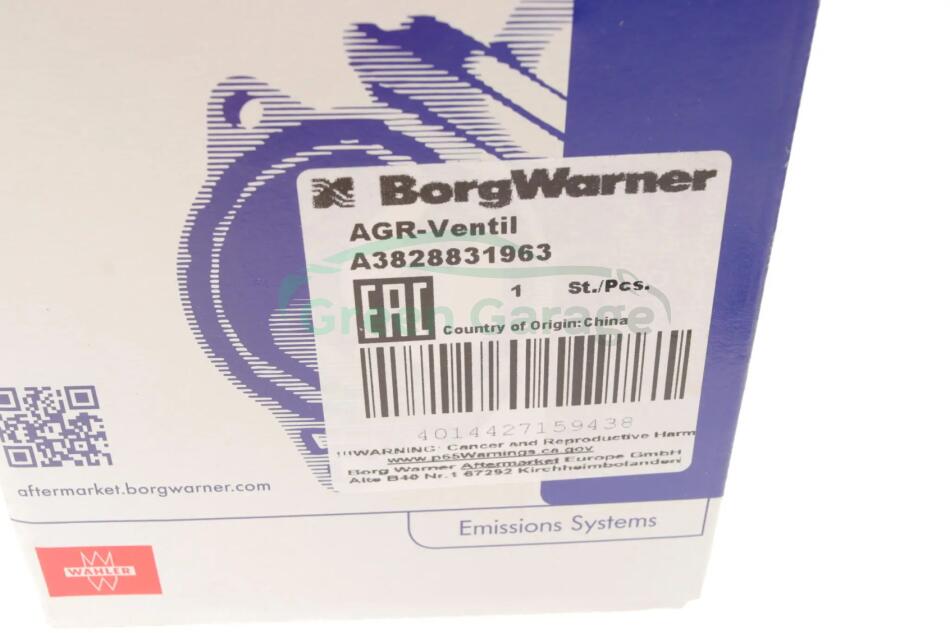 BorgWarner
AGR-Ventil
A3828831963
1 St./Pcs.
EAC
Country of Origin:China
Green Garage
4014427159438
!!!WARNING: Cancer and Reproductive Harm
www.p65Warnings.ca.gov
Borg Warner Aftermarket Europe GmbH
Alte B40 Nr.1 67292 Kirchheimbolanden
aftermarket.borgwarner.com
Emissions Systems
WAHLER